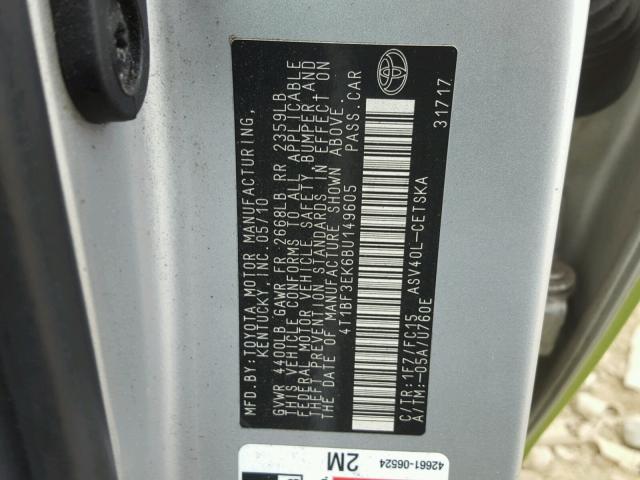 MFD.BY:TOYOTA MOTOR MANUFACTURING,
KENTUCKY, INC. 05/10
GVWR 4400LB GAWR FR 2668LB RR 2359LB
THIS VEHICLE CONFORMS TO ALL APPLICABLE
FEDERAL MOTOR VEHICLE SAFETY, BUMPER AND
THEFT PREVENTION STANDARDS IN EFFECT ON
THE DATE OF MANUFACTURE SHOWN ABOVE.
4T1BF3EK6BU149605 PASS.CAR
ASV40L-CETSKA
C/TR:1F7/FC15
A/TM:-05A/U760E
31717
42661-06524
2M